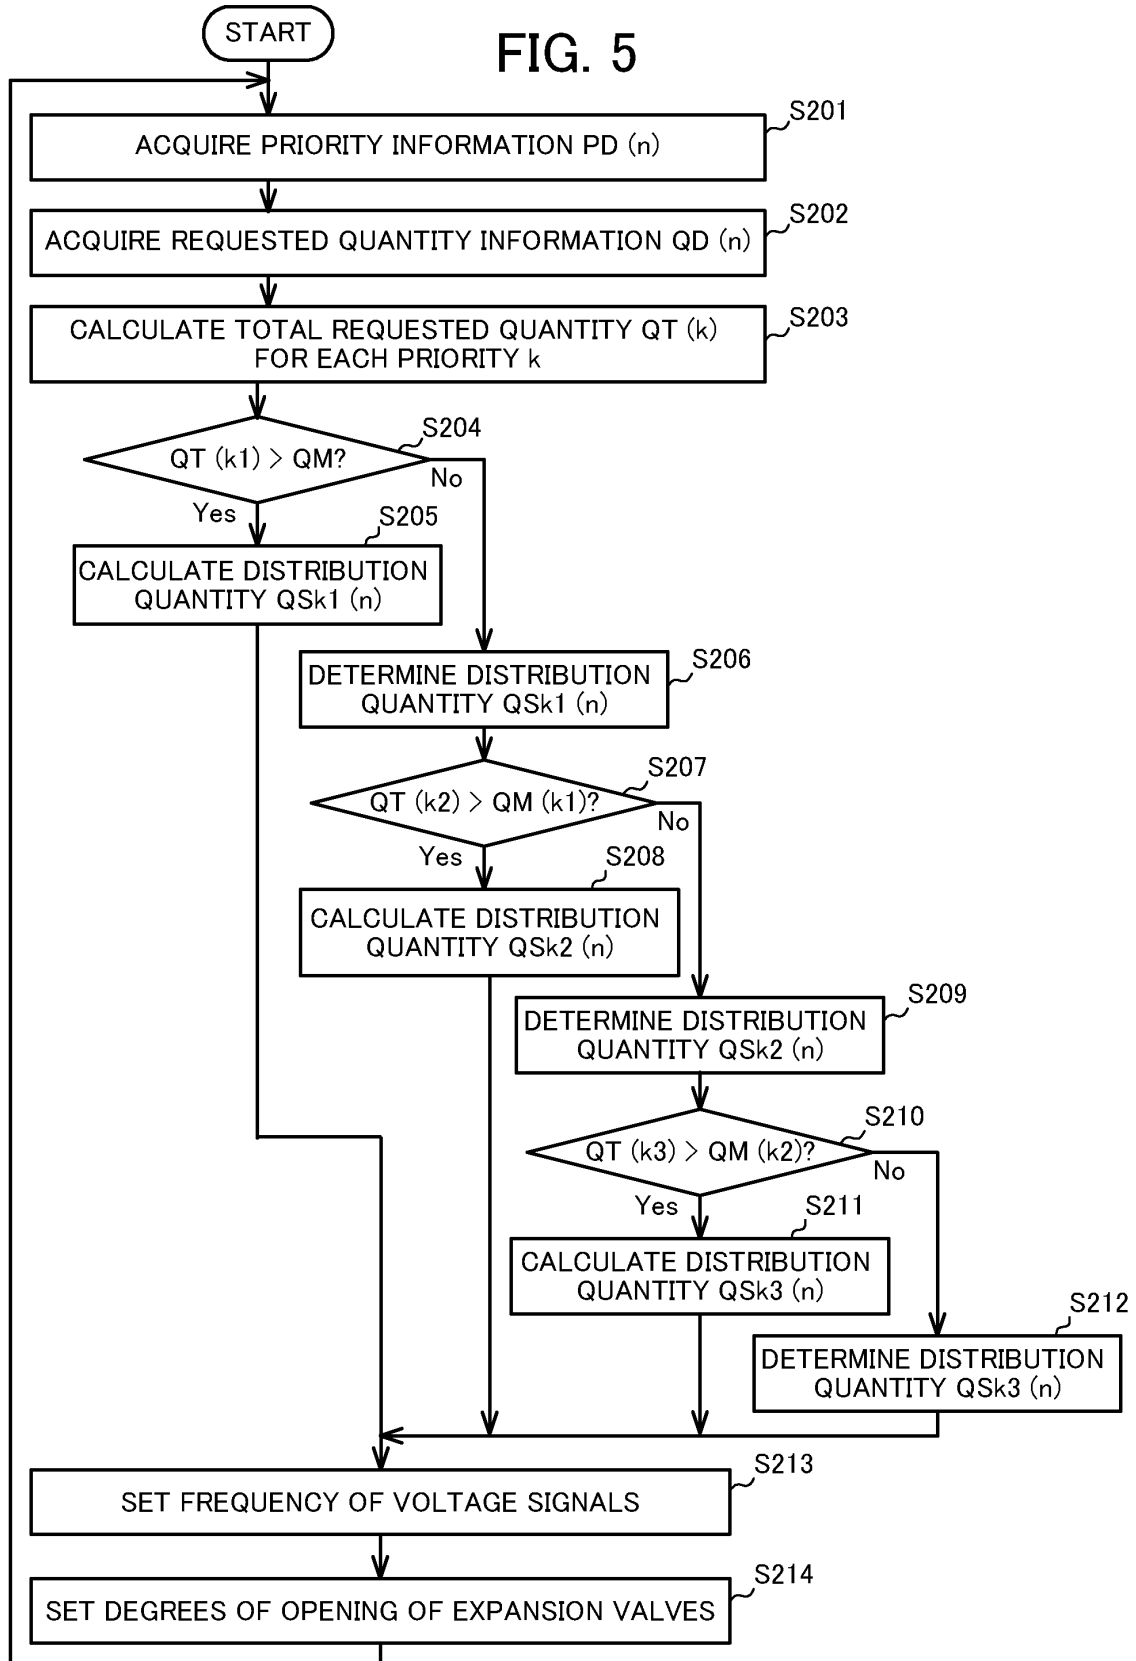 START
FIG. 5
S201
ACQUIRE PRIORITY INFORMATION PD (n)
S202
ACQUIRE REQUESTED QUANTITY INFORMATION QD (n)
S203
CALCULATE TOTAL REQUESTED QUANTITY QT (k)
FOR EACH PRIORITY k
S204
QT (k1) > QM?
No
Yes
S205
CALCULATE DISTRIBUTION
QUANTITY QSk1 (n)
S206
DETERMINE DISTRIBUTION
QUANTITY QSk1 (n)
S207
QT (k2) > QM (k1)?
No
Yes
S208
CALCULATE DISTRIBUTION
QUANTITY QSk2 (n)
S209
DETERMINE DISTRIBUTION
QUANTITY QSk2 (n)
S210
QT (k3) > QM (k2)?
No
Yes
S211
CALCULATE DISTRIBUTION
QUANTITY QSk3 (n)
S212
DETERMINE DISTRIBUTION
QUANTITY QSk3 (n)
S213
SET FREQUENCY OF VOLTAGE SIGNALS
S214
SET DEGREES OF OPENING OF EXPANSION VALVES